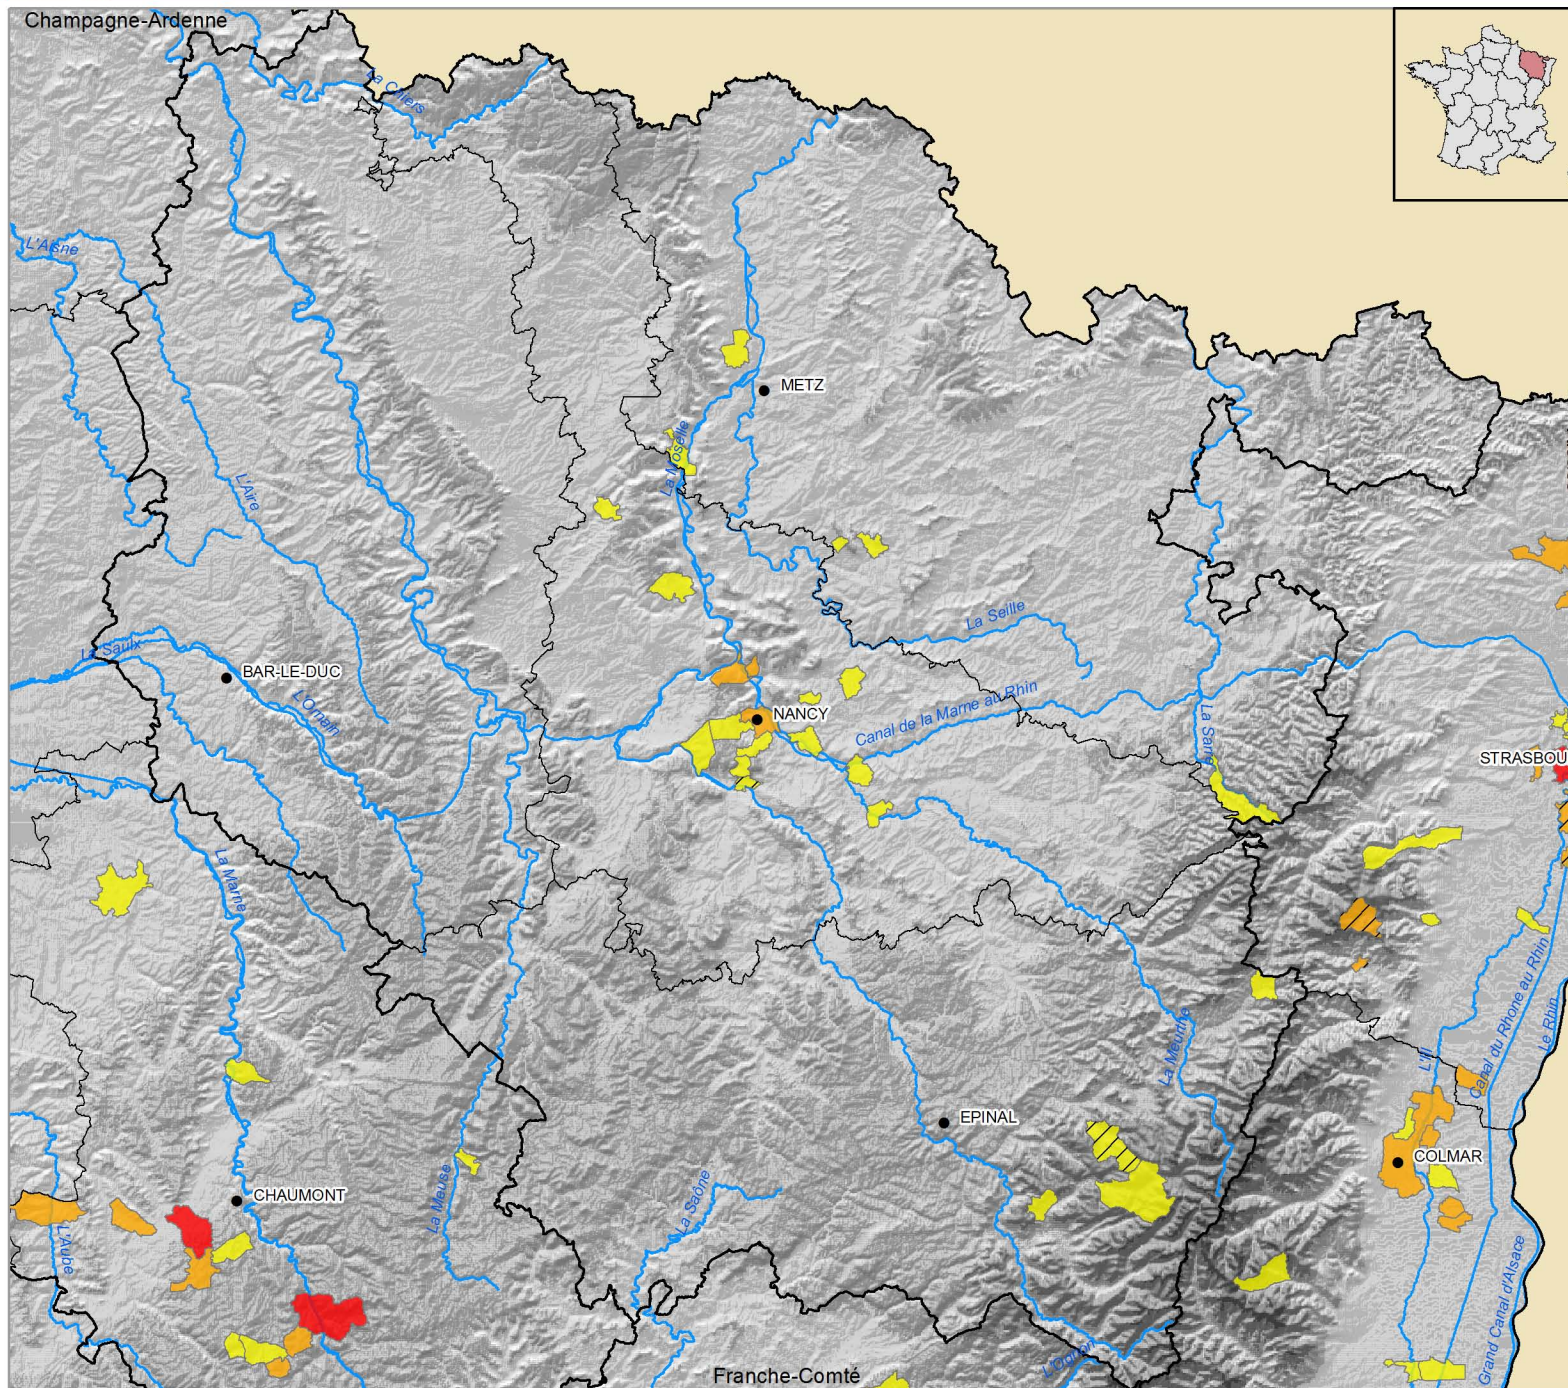 Champagne-Ardenne
La Chiers
L'Aisne
METZ
La Moselle
L'Aire
La Seille
La Saulx
BAR-LE-DUC
L'Ornain
NANCY
Canal de la Marne au Rhin
La Sarre
STRASBOU
La Marne
Canal du Rhone au Rhin
Le Rhin
La Meurthe
L'Ill
EPINAL
COLMAR
La Meuse
La Saône
CHAUMONT
L'Aube
Grand Canal d'Alsace
L'Ognon
Franche-Comté